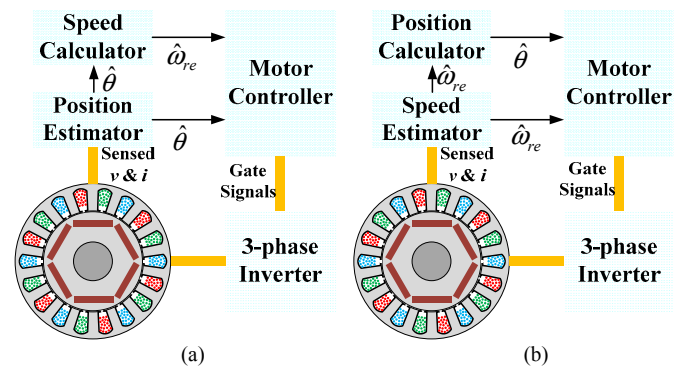 Speed
Calculator
ω̂re
θ̂
Motor
Controller
Position
Estimator
θ̂
Sensed
v & i
Gate
Signals
3-phase
Inverter
(a)
Position
Calculator
θ̂
ω̂re
Motor
Controller
Speed
Estimator
ω̂re
Sensed
v & i
Gate
Signals
3-phase
Inverter
(b)